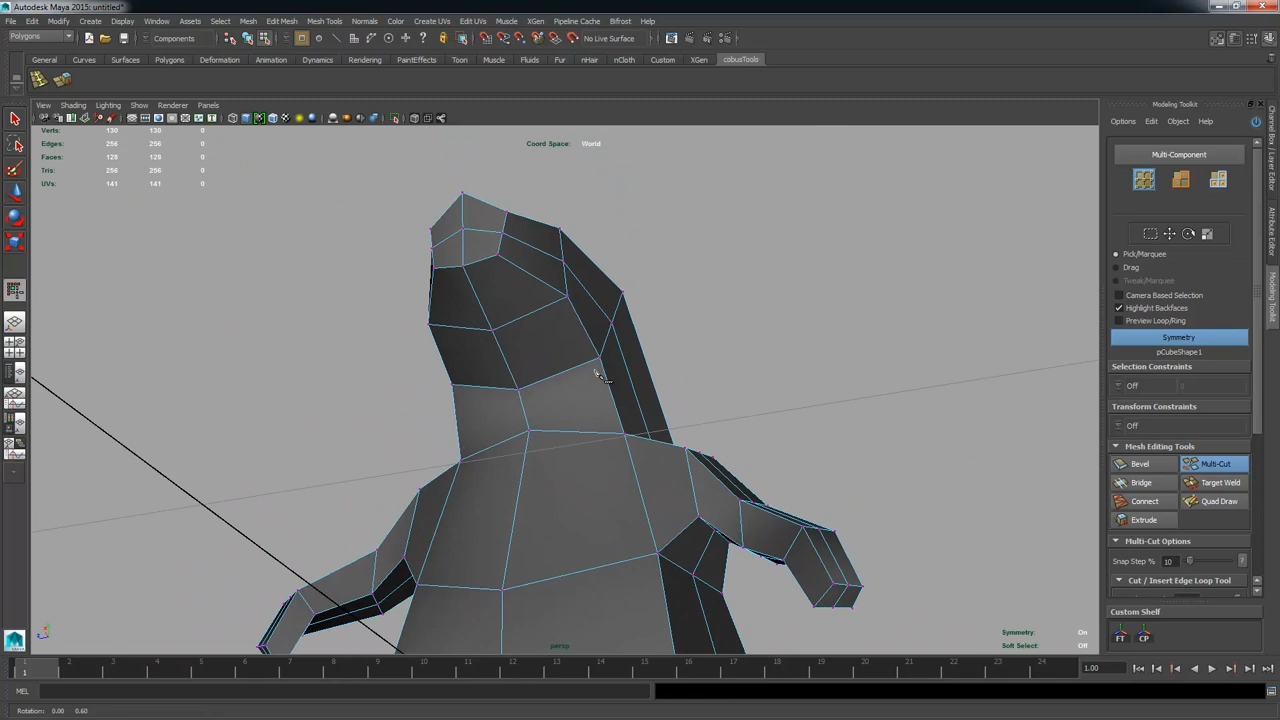 Autodesk Maya 2015: untitled*
File Edit Modify Create Display Window Assets Select Mesh Edit Mesh Mesh Tools Normals Color Create UVs Edit UVs Muscle XGen Pipeline Cache Bifrost Help
Polygons Components No Live Surface
General Curves Surfaces Polygons Deformation Animation Dynamics Rendering PaintEffects Toon Muscle Fluids Fur nHair nCloth Custom XGen cobusTools
View Shading Lighting Show Renderer Panels
Modeling Toolkit
Edit Object Help
Verts: 130 130 0
Edges: 256 256 0
Faces: 128 128 0
Tris: 256 256 0
UVs: 141 141 0
Coord Space: World
Multi-Component
Pick/Marquee
Drag
Tweak/Marquee
Camera Based Selection
Highlight Backfaces
Preview Loop/Ring
Symmetry
pCubeShape1
Selection Constraints
Off
Transform Constraints
Off
Mesh Editing Tools
Bevel Multi-Cut
Bridge Target Weld
Connect Quad Draw
Extrude
Multi-Cut Options
Snap Step % 10 ?
Cut / Insert Edge Loop Tool
Custom Shelf
FT CP
Channel Box / Layer Editor
Attribute Editor
Modeling Toolkit
persp
Symmetry: On
Soft Select: Off
1 2 3 4 5 6 7 8 9 10 11 12 13 14 15 16 17 18 19 20 21 22 23 24
1 1.00
MEL
Rotation: 0.00 0.60